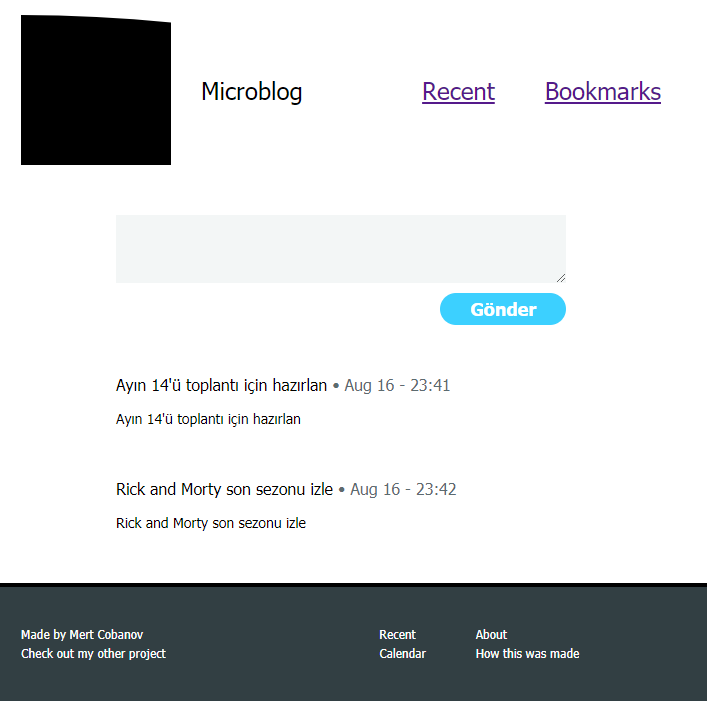 Microblog Recent Bookmarks
Gönder
Ayın 14'ü toplantı için hazırlan • Aug 16 - 23:41
Ayın 14'ü toplantı için hazırlan
Rick and Morty son sezonu izle • Aug 16 - 23:42
Rick and Morty son sezonu izle
Made by Mert Cobanov
Check out my other project
Recent
Calendar
About
How this was made